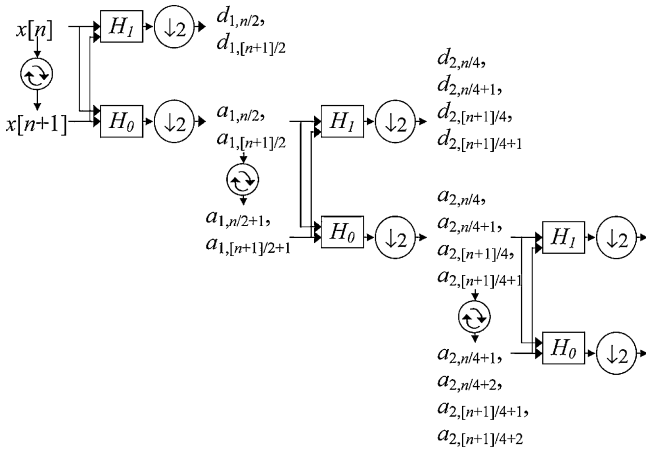 x[n]
x[n+1]
H₁
↓2
d₁,ₙ/₂,
d₁,[ₙ₊₁]/₂
H₀
↓2
a₁,ₙ/₂,
a₁,[ₙ₊₁]/₂
a₁,ₙ/₂₊₁,
a₁,[ₙ₊₁]/₂₊₁
H₁
↓2
d₂,ₙ/₄,
d₂,ₙ/₄₊₁,
d₂,[ₙ₊₁]/₄,
d₂,[ₙ₊₁]/₄₊₁
H₀
↓2
a₂,ₙ/₄,
a₂,ₙ/₄₊₁,
a₂,[ₙ₊₁]/₄,
a₂,[ₙ₊₁]/₄₊₁
a₂,ₙ/₄₊₁,
a₂,ₙ/₄₊₂,
a₂,[ₙ₊₁]/₄₊₁,
a₂,[ₙ₊₁]/₄₊₂
H₁
↓2
H₀
↓2